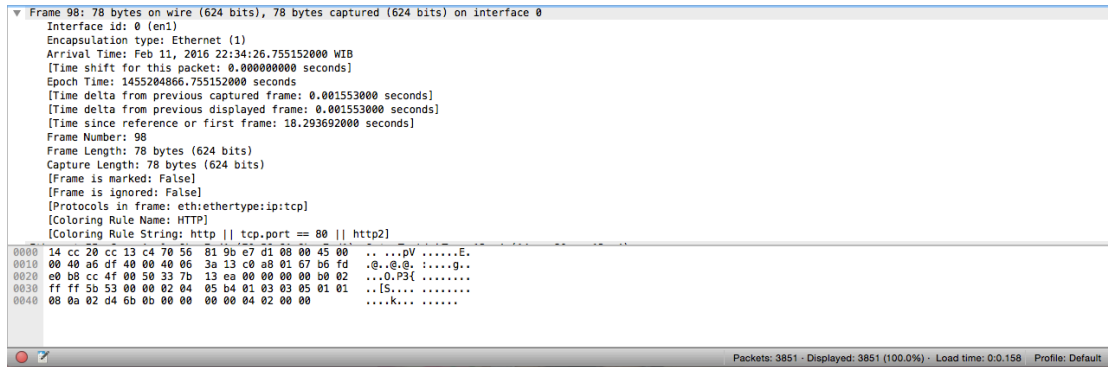 Frame 98: 78 bytes on wire (624 bits), 78 bytes captured (624 bits) on interface 0
Interface id: 0 (en1)
Encapsulation type: Ethernet (1)
Arrival Time: Feb 11, 2016 22:34:26.755152000 WIB
[Time shift for this packet: 0.000000000 seconds]
Epoch Time: 1455204866.755152000 seconds
[Time delta from previous captured frame: 0.001553000 seconds]
[Time delta from previous displayed frame: 0.001553000 seconds]
[Time since reference or first frame: 18.293692000 seconds]
Frame Number: 98
Frame Length: 78 bytes (624 bits)
Capture Length: 78 bytes (624 bits)
[Frame is marked: False]
[Frame is ignored: False]
[Protocols in frame: eth:ethertype:ip:tcp]
[Coloring Rule Name: HTTP]
[Coloring Rule String: http || tcp.port == 80 || http2]
0000 14 cc 20 cc 13 c4 70 56 81 9b e7 d1 08 00 45 00 .. ...pV ......E.
0010 00 40 a6 df 40 00 40 06 3a 13 c0 a8 01 67 b6 fd .@..@.@. :....g..
0020 e0 b8 cc 4f 00 50 33 7b 13 ea 00 00 00 00 b0 02 ...O.P3{ ........
0030 ff ff 5b 53 00 00 02 04 05 b4 01 03 03 05 01 01 ..[S.... ........
0040 08 0a 02 d4 6b 0b 00 00 00 00 04 02 00 00 ....k... ......
Packets: 3851 · Displayed: 3851 (100.0%) · Load time: 0:0.158 Profile: Default